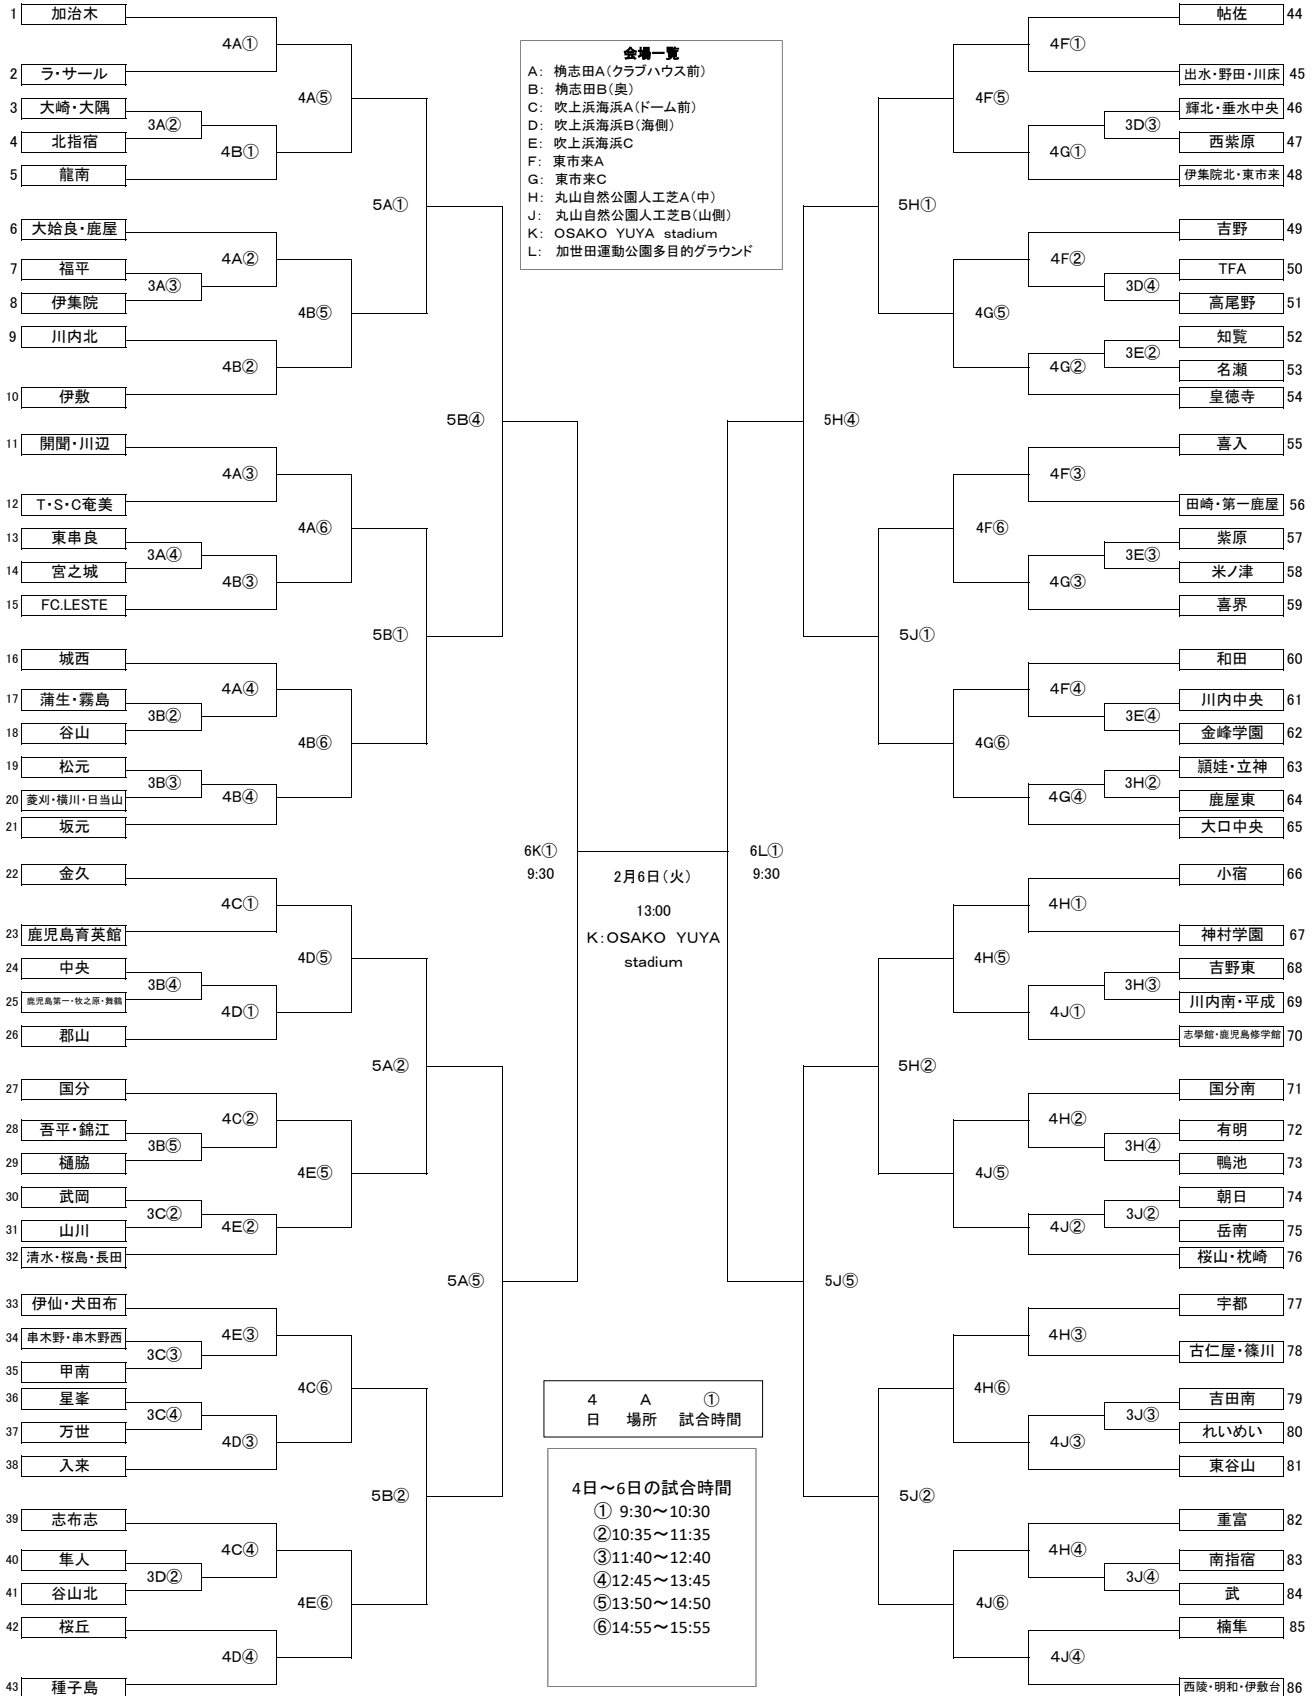 1 加治木
4A①
2 ラ・サール
4A⑤
3 大崎・大隅
3A②
4 北指宿
4B①
5 龍南
5A①
6 大姶良・鹿屋
4A②
7 福平
3A③
8 伊集院
4B⑤
9 川内北
4B②
10 伊敷
5B④
11 開聞・川辺
4A③
12 T・S・C奄美
4A⑥
13 東串良
3A④
14 宮之城
4B③
15 FC.LESTE
5B①
16 城西
4A④
17 蒲生・霧島
3B②
18 谷山
4B⑥
19 松元
3B③
20 菱刈・横川・日当山
4B④
21 坂元
6K①
9:30
22 金久
4C①
23 鹿児島育英館
4D⑤
24 中央
3B④
25 鹿児島第一・牧之原・舞鶴
4D①
26 郡山
5A②
27 国分
4C②
28 吾平・錦江
3B⑤
29 樋脇
4E⑤
30 武岡
3C②
31 山川
4E②
32 清水・桜島・長田
5A⑤
33 伊仙・犬田布
4E③
34 串木野・串木野西
3C③
35 甲南
4C⑥
36 星峯
3C④
37 万世
4D③
38 入来
5B②
39 志布志
4C④
40 隼人
3D②
41 谷山北
4E⑥
42 桜丘
4D④
43 種子島
会場一覧
A: 桷志田A(クラブハウス前)
B: 桷志田B(奥)
C: 吹上浜海浜A(ドーム前)
D: 吹上浜海浜B(海側)
E: 吹上浜海浜C
F: 東市来A
G: 東市来C
H: 丸山自然公園人工芝A(中)
J: 丸山自然公園人工芝B(山側)
K: OSAKO YUYA stadium
L: 加世田運動公園多目的グラウンド
2月6日(火)
13:00
K:OSAKO YUYA
stadium
4 A ①
日 場所 試合時間
4日～6日の試合時間
① 9:30～10:30
②10:35～11:35
③11:40～12:40
④12:45～13:45
⑤13:50～14:50
⑥14:55～15:55
帖佐 44
4F①
出水・野田・川床 45
4F⑤
輝北・垂水中央 46
3D③
西紫原 47
4G①
伊集院北・東市来 48
5H①
吉野 49
4F②
TFA 50
3D④
高尾野 51
4G⑤
知覧 52
3E②
名瀬 53
4G②
皇徳寺 54
5H④
喜入 55
4F③
田崎・第一鹿屋 56
4F⑥
紫原 57
3E③
米ノ津 58
4G③
喜界 59
5J①
和田 60
4F④
川内中央 61
3E④
金峰学園 62
4G⑥
頴娃・立神 63
3H②
鹿屋東 64
4G④
大口中央 65
6L①
9:30
小宿 66
4H①
神村学園 67
4H⑤
吉野東 68
3H③
川内南・平成 69
4J①
志學館・鹿児島修学館 70
5H②
国分南 71
4H②
有明 72
3H④
鴨池 73
4J⑤
朝日 74
3J②
岳南 75
4J②
桜山・枕崎 76
5J⑤
宇都 77
4H③
古仁屋・篠川 78
4H⑥
吉田南 79
3J③
れいめい 80
4J③
東谷山 81
5J②
重富 82
4H④
南指宿 83
3J④
武 84
4J⑥
楠隼 85
4J④
西陵・明和・伊敷台 86